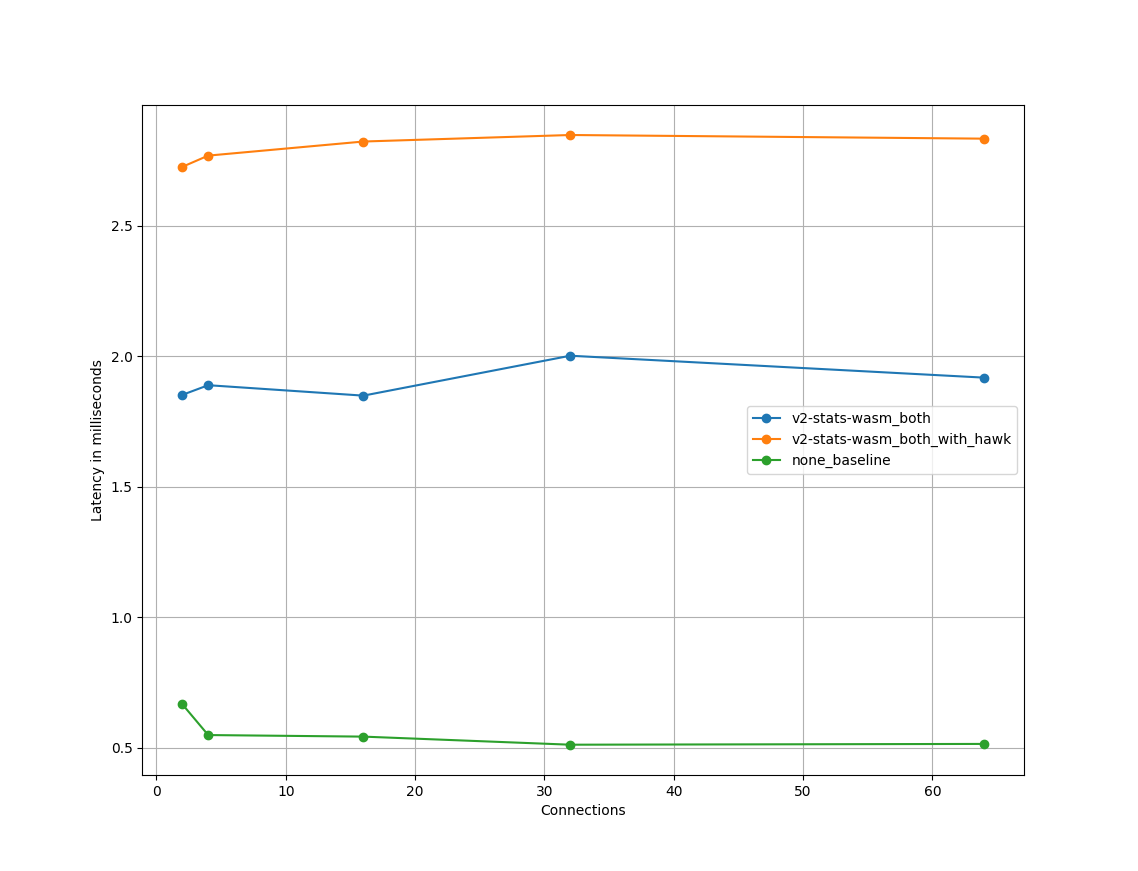 2.5
2.0
1.5
1.0
0.5
Latency in milliseconds
v2-stats-wasm_both
v2-stats-wasm_both_with_hawk
none_baseline
0 10 20 30 40 50 60
Connections